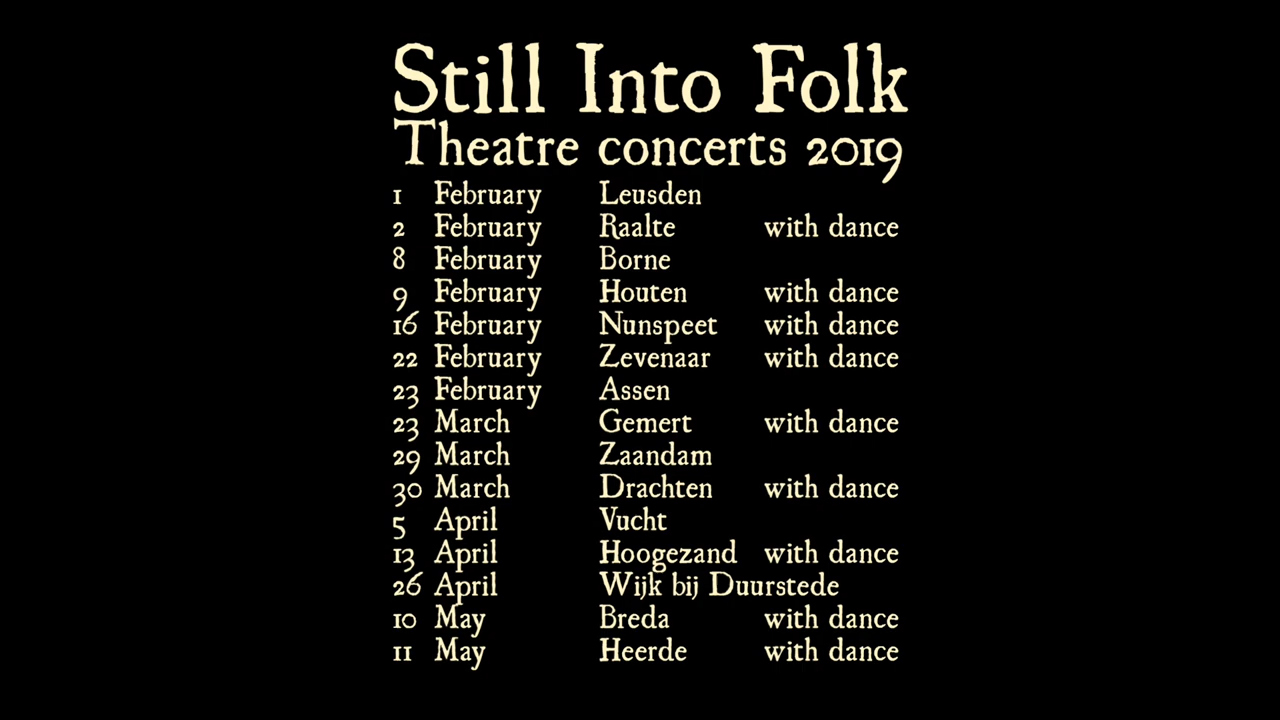 Still Into Folk
Theatre concerts 2019
1 February Leusden
2 February Raalte with dance
8 February Borne
9 February Houten with dance
16 February Nunspeet with dance
22 February Zevenaar with dance
23 February Assen
23 March Gemert with dance
29 March Zaandam
30 March Drachten with dance
5 April Vucht
13 April Hoogezand with dance
26 April Wijk bij Duurstede
10 May Breda with dance
11 May Heerde with dance